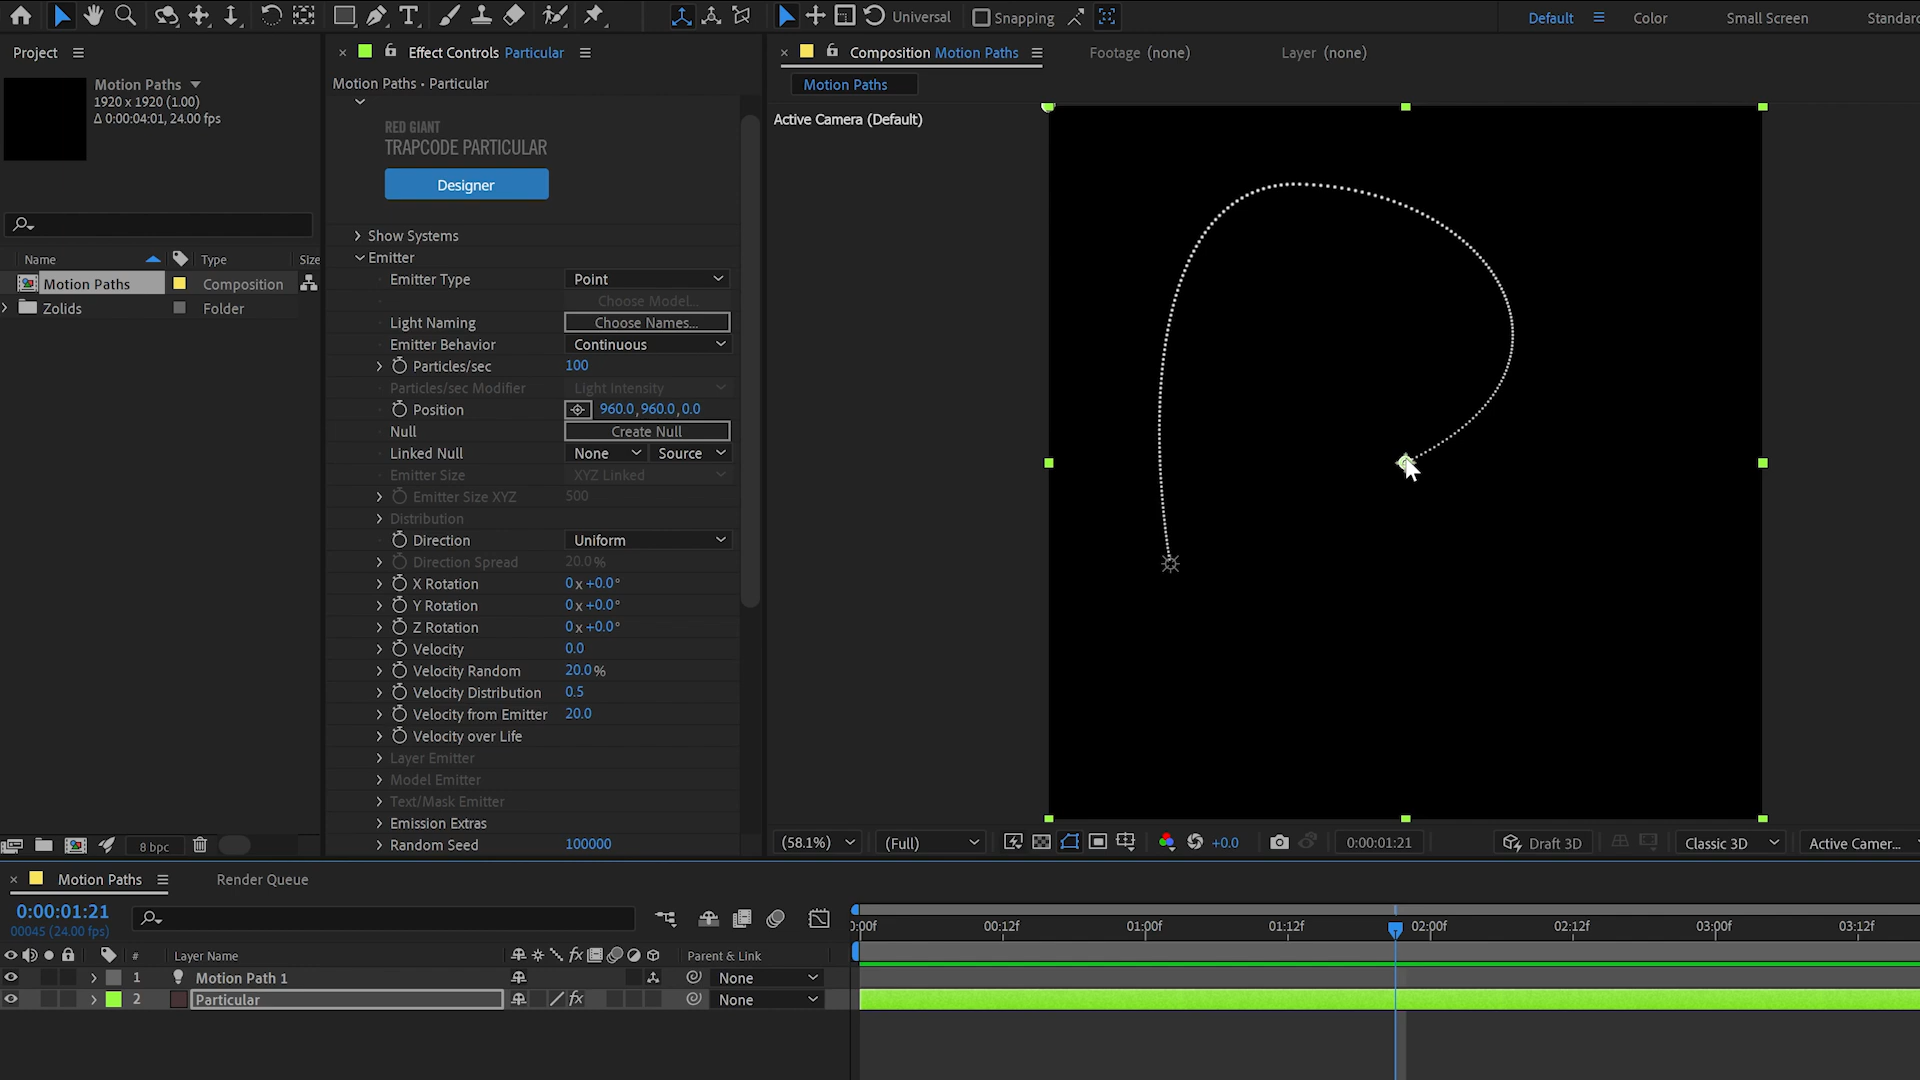 Universal
Snapping
Default
Color
Small Screen
Standard
Project
Motion Paths
1920 x 1920 (1.00)
Δ 0:00:04:01, 24.00 fps
Name Type Size
Motion Paths Composition
Zolids Folder
8 bpc
Effect Controls Particular
Motion Paths • Particular
RED GIANT
TRAPCODE PARTICULAR
Designer
Show Systems
Emitter
Emitter Type Point
Choose Model...
Light Naming Choose Names...
Emitter Behavior Continuous
Particles/sec 100
Particles/sec Modifier Light Intensity
Position 960.0,960.0,0.0
Null Create Null
Linked Null None Source
Emitter Size XYZ Linked
Emitter Size XYZ 500
Distribution
Direction Uniform
Direction Spread 20.0%
X Rotation 0x+0.0°
Y Rotation 0x+0.0°
Z Rotation 0x+0.0°
Velocity 0.0
Velocity Random 20.0%
Velocity Distribution 0.5
Velocity from Emitter 20.0
Velocity over Life
Layer Emitter
Model Emitter
Text/Mask Emitter
Emission Extras
Random Seed 100000
Composition Motion Paths
Footage (none)
Layer (none)
Motion Paths
Active Camera (Default)
(58.1%)
(Full)
+0.0
0:00:01:21
Draft 3D
Classic 3D
Active Camer...
Motion Paths
Render Queue
0:00:01:21
00045 (24.00 fps)
:00f 00:12f 01:00f 01:12f 02:00f 02:12f 03:00f 03:12f
# Layer Name fx Parent & Link
1 Motion Path 1 None
2 Particular fx None